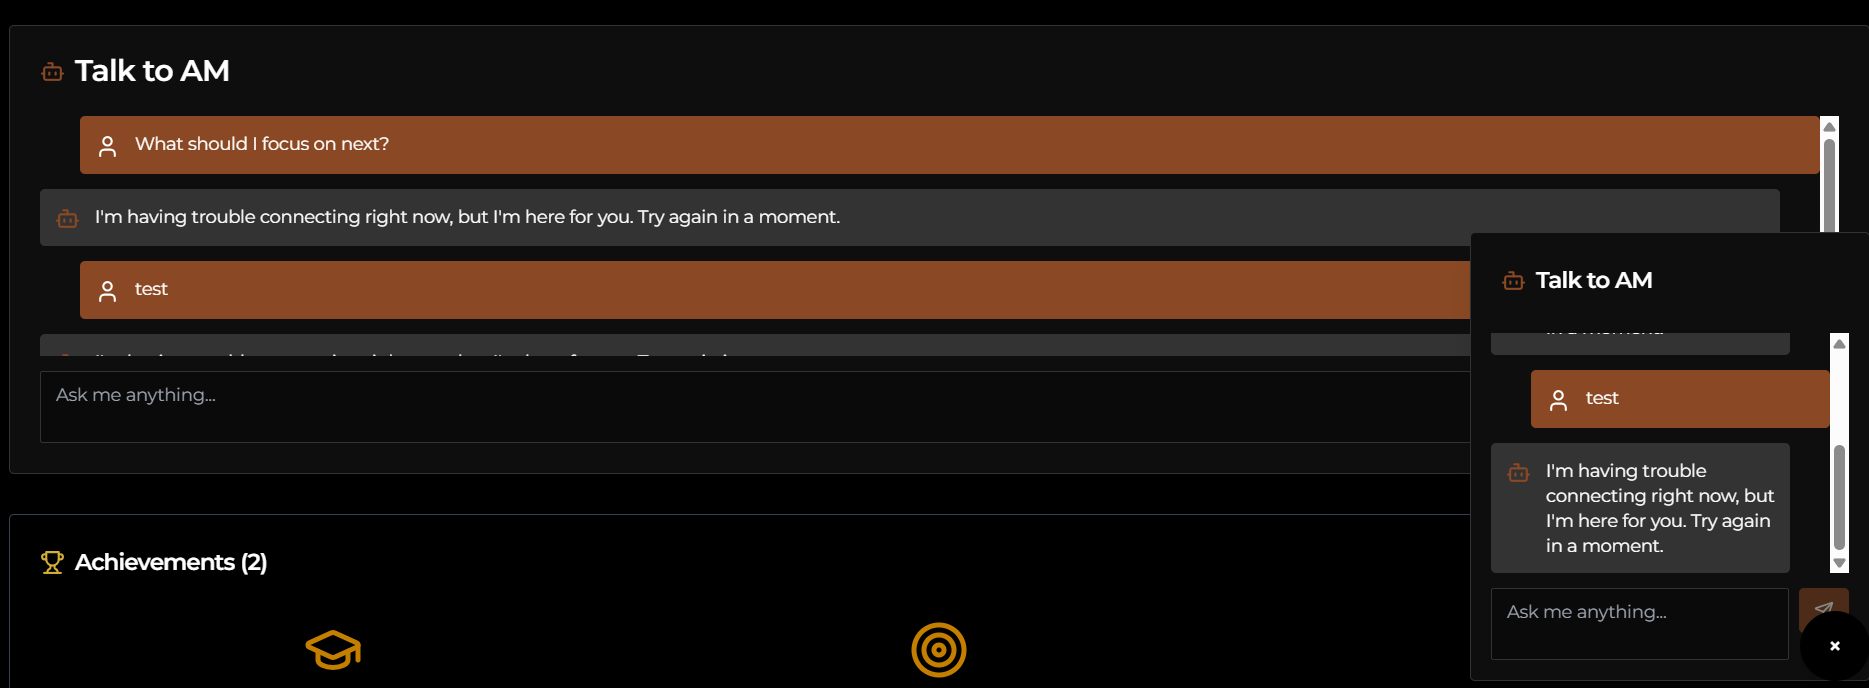 Talk to AM
What should I focus on next?
I'm having trouble connecting right now, but I'm here for you. Try again in a moment.
test
Ask me anything...
Talk to AM
in a moment.
test
I'm having trouble
connecting right now, but
I'm here for you. Try again
in a moment.
Ask me anything...
Achievements (2)